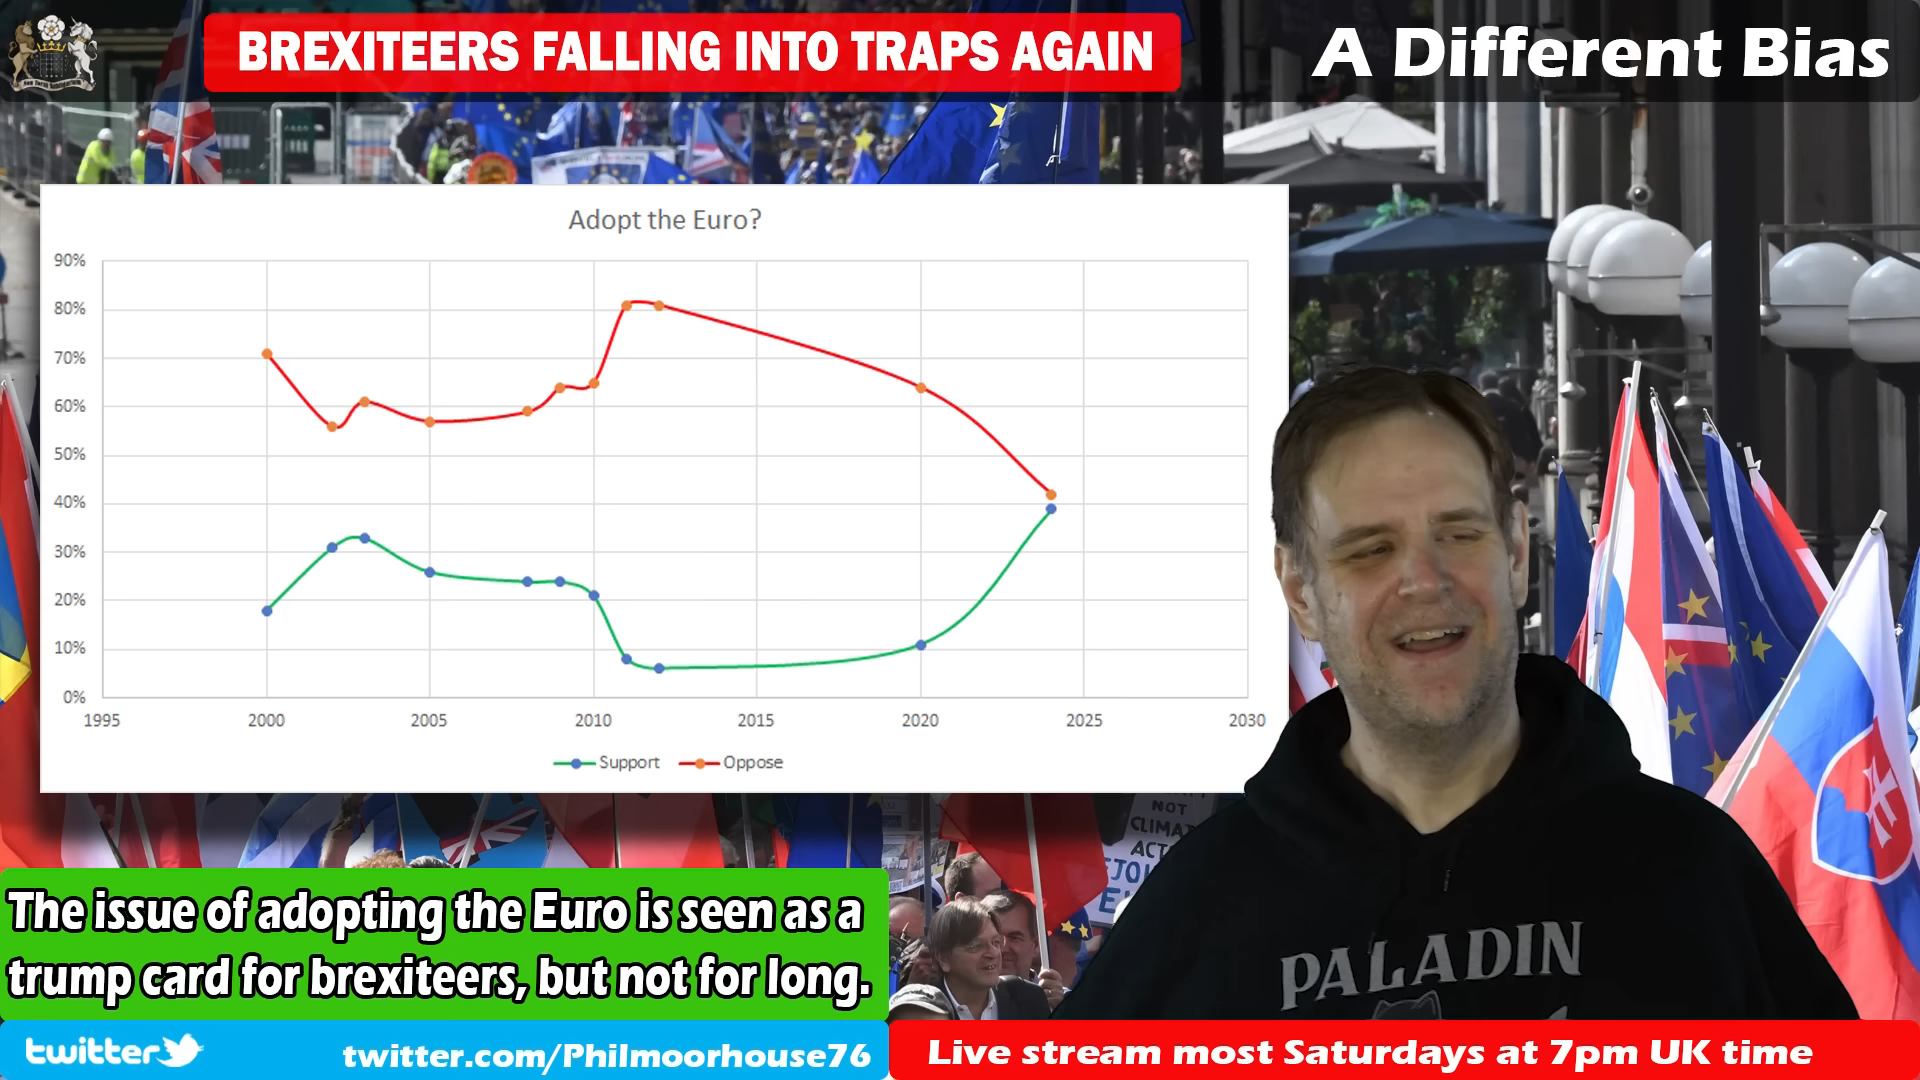 BREXITEERS FALLING INTO TRAPS AGAIN
A Different Bias
Adopt the Euro?
90%
80%
70%
60%
50%
40%
30%
20%
10%
0%
1995 2000 2005 2010 2015 2020 2025 2030
Support Oppose
NOT
CLIMA
ACT
The issue of adopting the Euro is seen as a
trump card for brexiteers, but not for long.
PALADIN
twitter twitter.com/Philmoorhouse76
Live stream most Saturdays at 7pm UK time